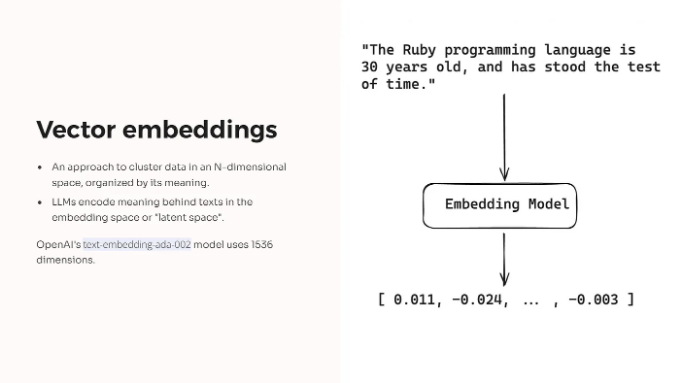 Vector embeddings
• An approach to cluster data in an N-dimensional
space, organized by its meaning.
• LLMs encode meaning behind texts in the
embedding space or "latent space".
OpenAI's text-embedding-ada-002 model uses 1536
dimensions.
"The Ruby programming language is
30 years old, and has stood the test
of time."
Embedding Model
[ 0.011, -0.024, ... , -0.003 ]